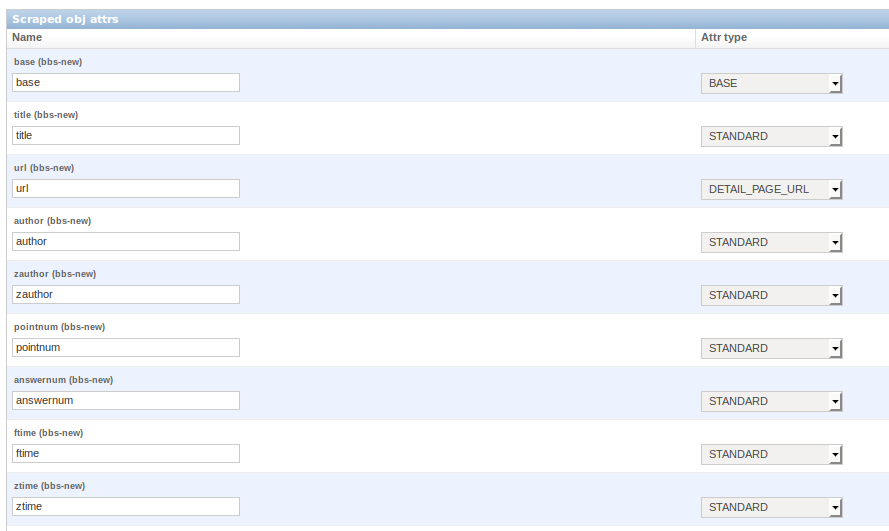 Scraped obj attrs
Name Attr type
base (bbs-new)
base BASE
title (bbs-new)
title STANDARD
url (bbs-new)
url DETAIL_PAGE_URL
author (bbs-new)
author STANDARD
zauthor (bbs-new)
zauthor STANDARD
pointnum (bbs-new)
pointnum STANDARD
answernum (bbs-new)
answernum STANDARD
ftime (bbs-new)
ftime STANDARD
ztime (bbs-new)
ztime STANDARD